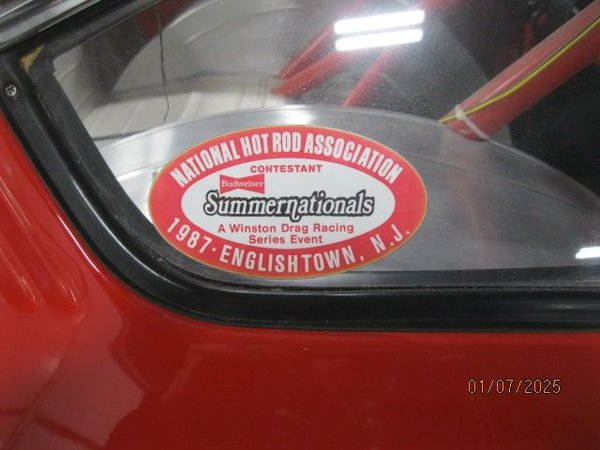 NATIONAL HOT ROD ASSOCIATION
CONTESTANT
Budweiser
Summernationals
A Winston Drag Racing
Series Event
1987 · ENGLISHTOWN, N.J.
01/07/2025